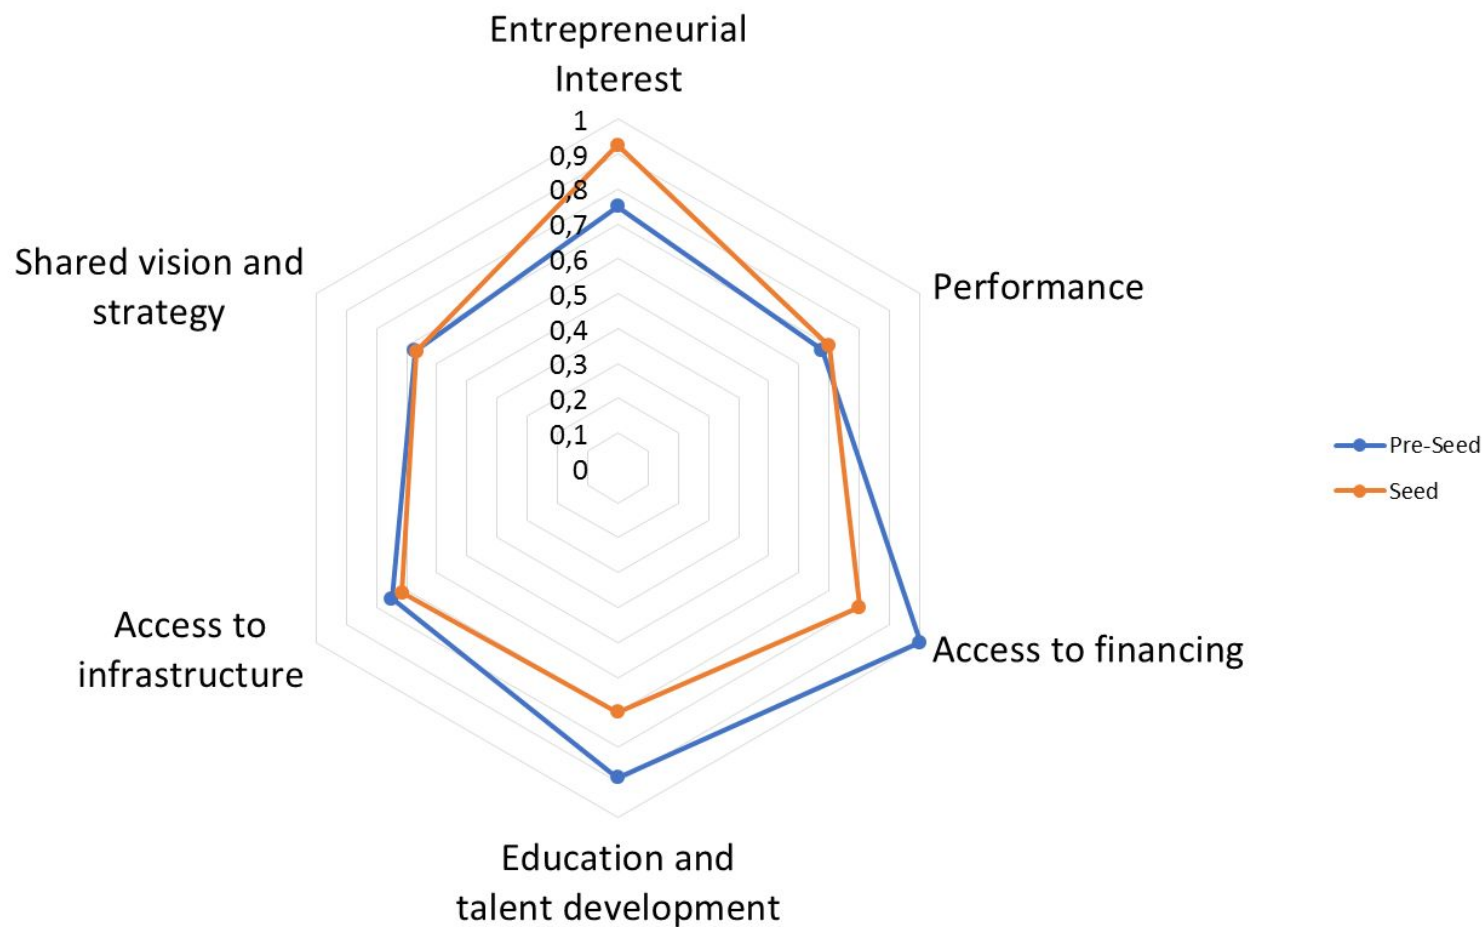 Entrepreneurial
Interest
1
0,9
0,8
0,7
0,6
0,5
0,4
0,3
0,2
0,1
0
Shared vision and
strategy
Performance
Pre-Seed
Seed
Access to
infrastructure
Access to financing
Education and
talent development